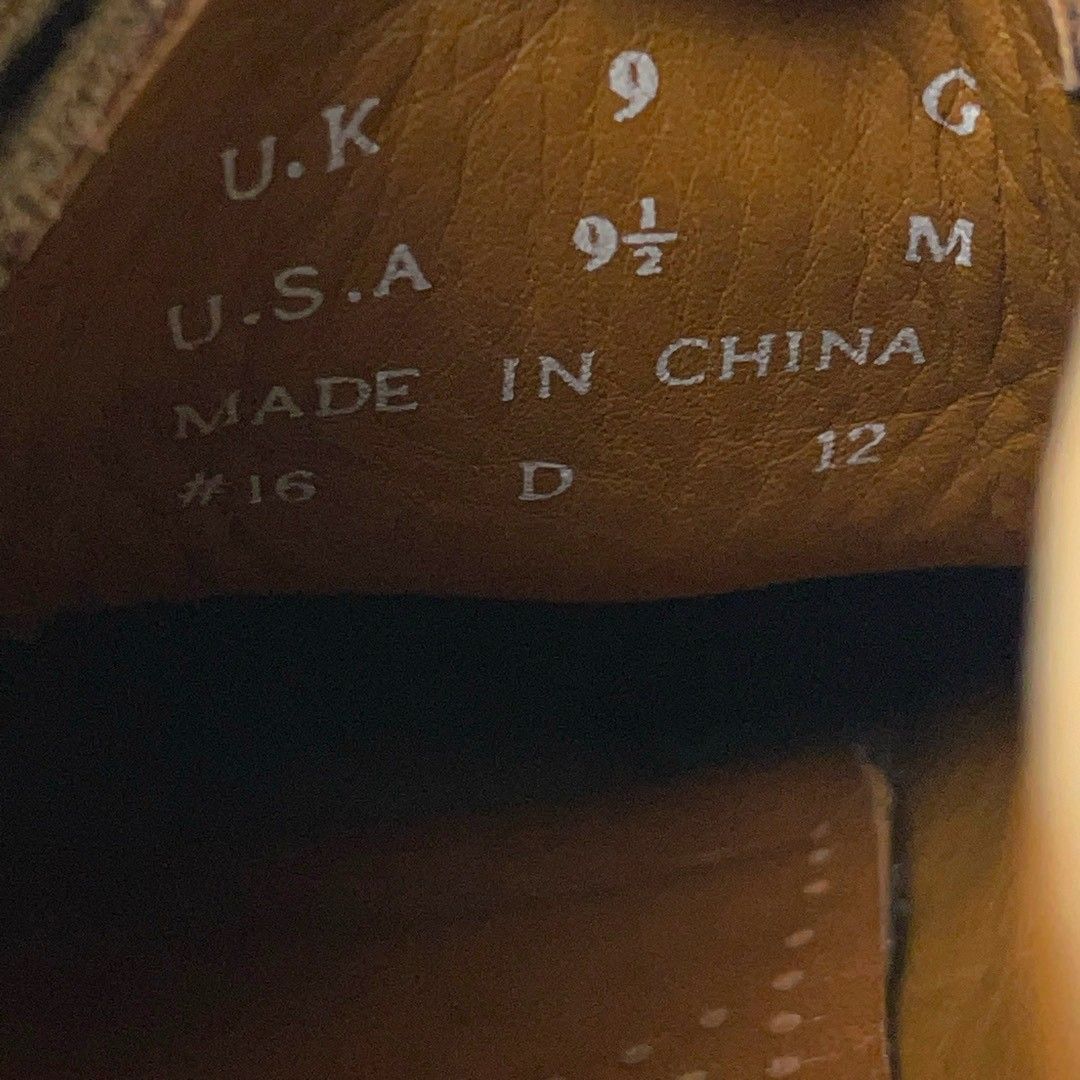 U.K 9 G
U.S.A 9½ M
MADE IN CHINA
#16 D 12